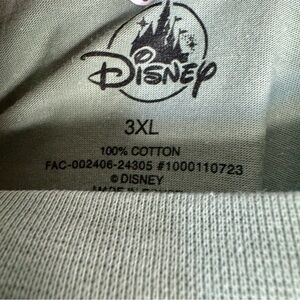 Disney
3XL
100% COTTON
FAC-002406-24305 #1000110723
© DISNEY
MADE IN